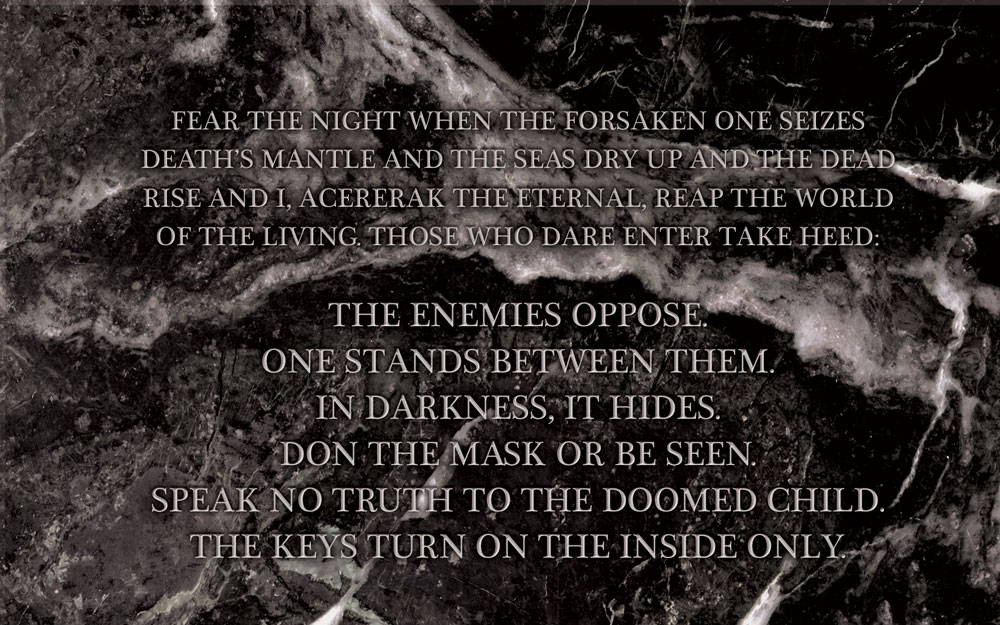 FEAR THE NIGHT WHEN THE FORSAKEN ONE SEIZES
DEATH'S MANTLE AND THE SEAS DRY UP AND THE DEAD
RISE AND I, ACERERAK THE ETERNAL, REAP THE WORLD
OF THE LIVING. THOSE WHO DARE ENTER TAKE HEED:
THE ENEMIES OPPOSE.
ONE STANDS BETWEEN THEM.
IN DARKNESS, IT HIDES.
DON THE MASK OR BE SEEN.
SPEAK NO TRUTH TO THE DOOMED CHILD.
THE KEYS TURN ON THE INSIDE ONLY.